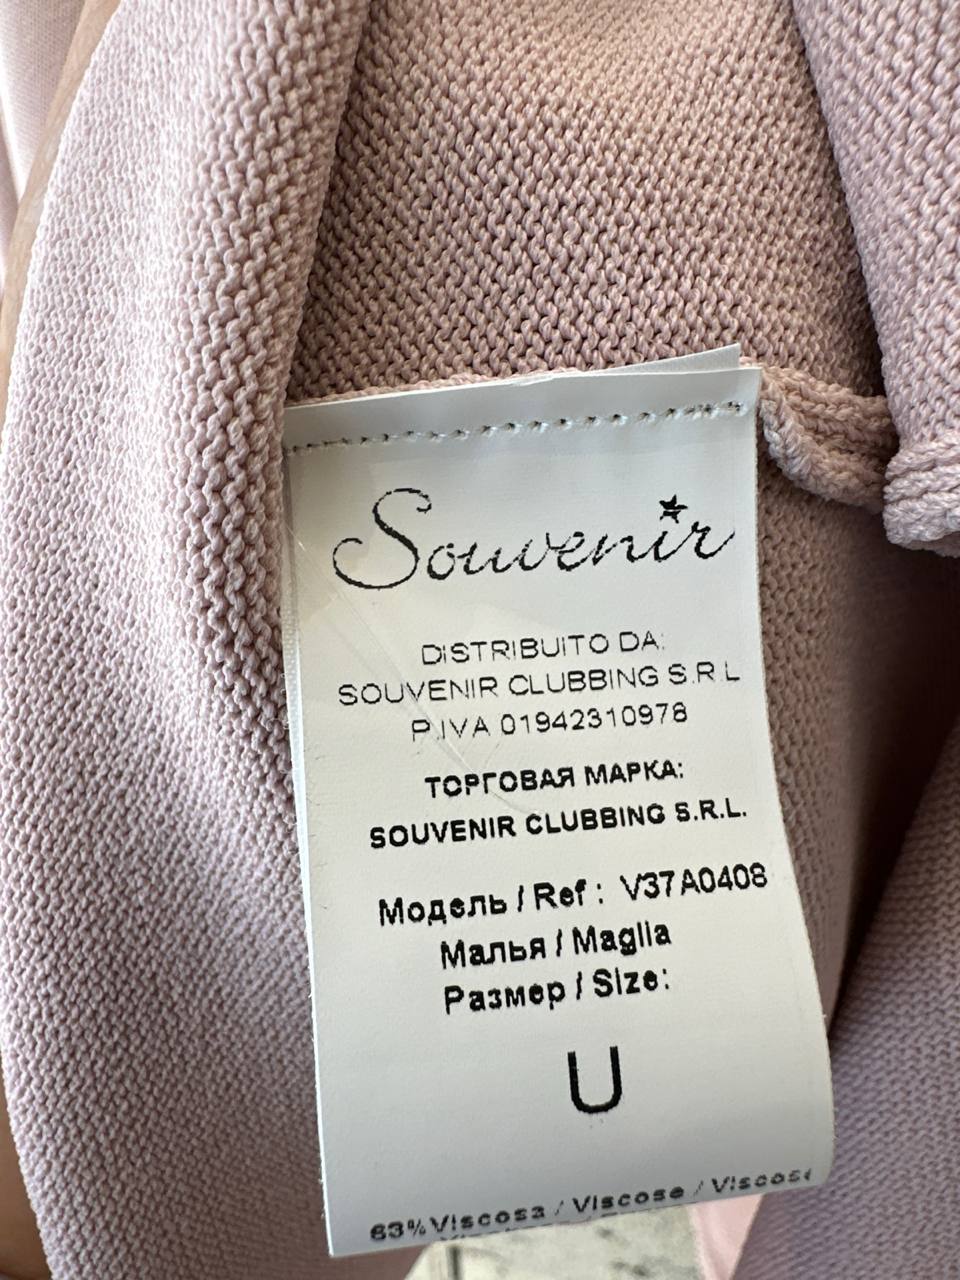 Souvenir
DISTRIBUITO DA:
SOUVENIR CLUBBING S.R.L
P.IVA 01942310978
ТОРГОВАЯ МАРКА:
SOUVENIR CLUBBING S.R.L.
Модель / Ref : V37A0408
Малья / Maglia
Размер / Size:
U
63% Viscosa / Viscose /